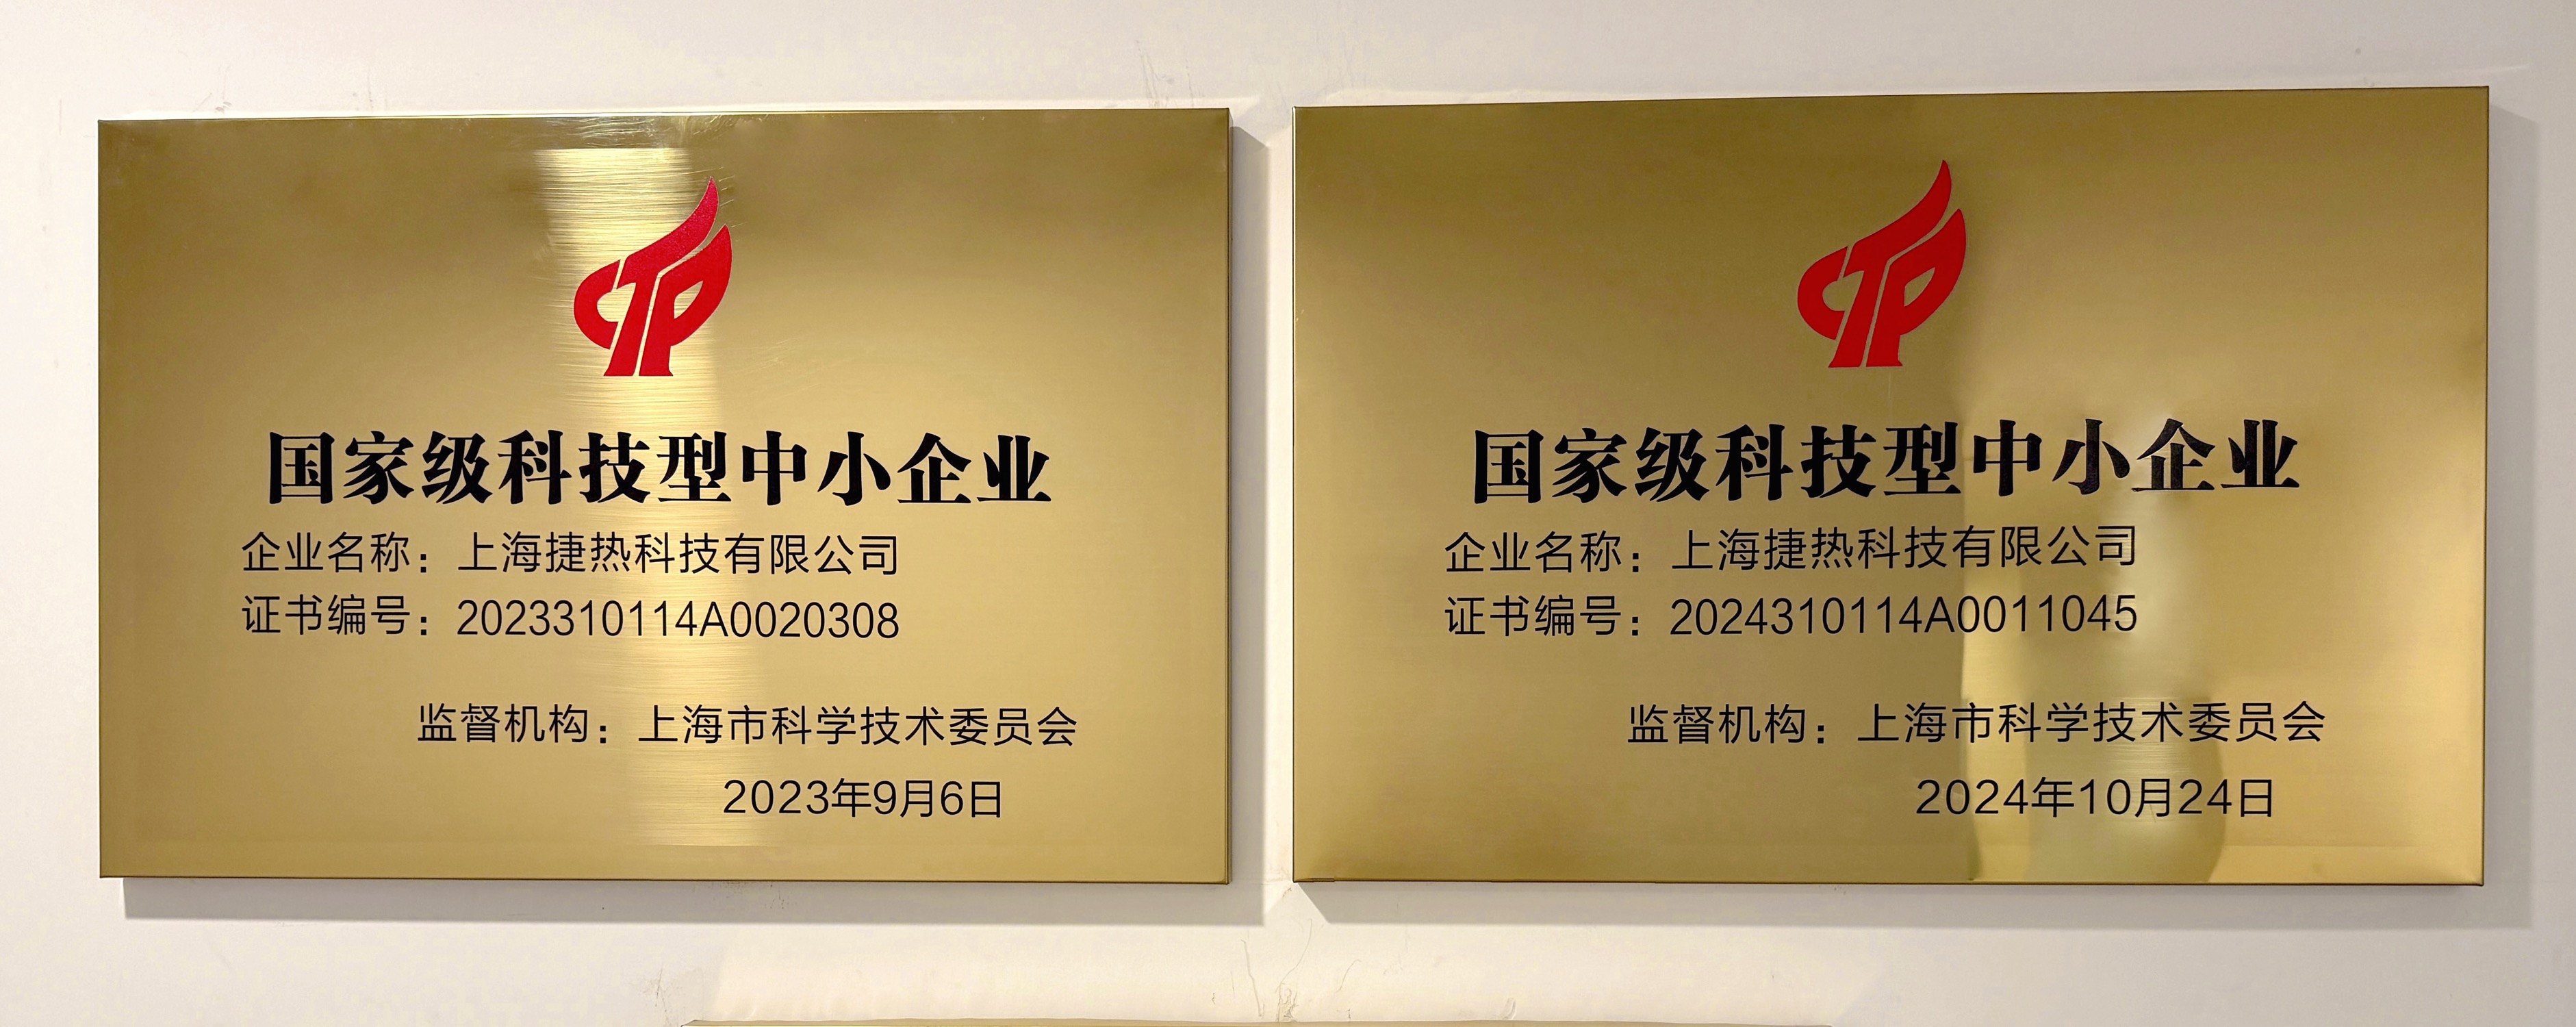 CTP
国家级科技型中小企业
企业名称：上海捷热科技有限公司
证书编号：2023310114A0020308
监督机构：上海市科学技术委员会
2023年9月6日
CTP
国家级科技型中小企业
企业名称：上海捷热科技有限公司
证书编号：2024310114A0011045
监督机构：上海市科学技术委员会
2024年10月24日